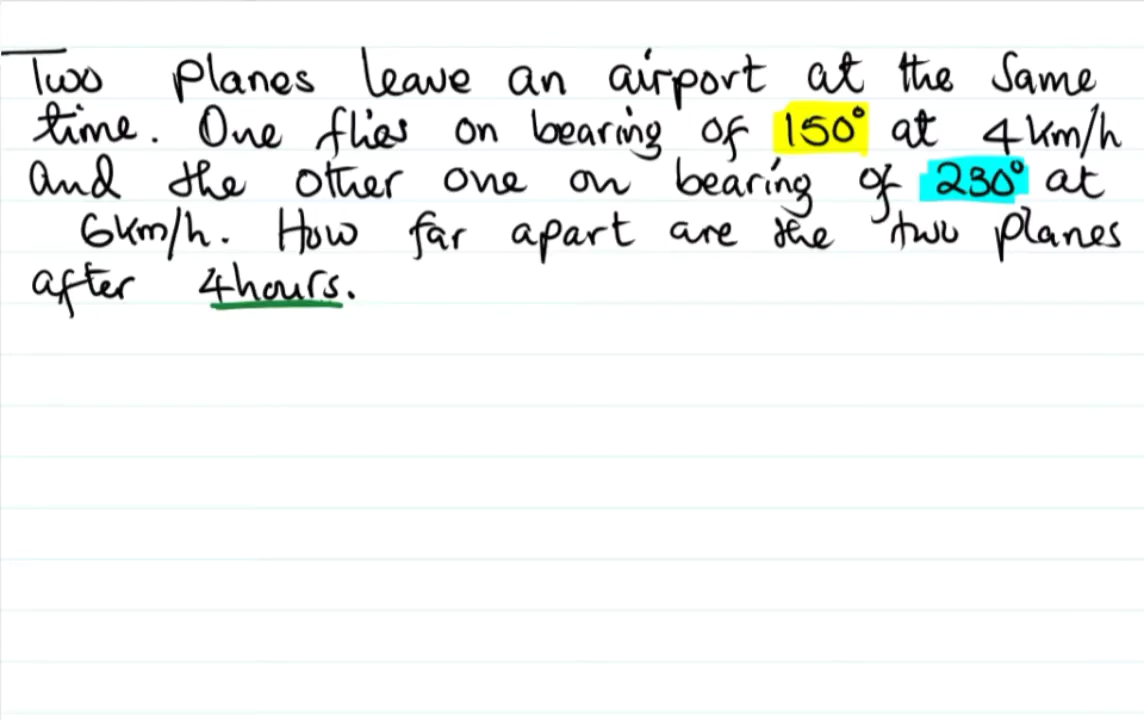 Two planes leave an airport at the same
time. One flies on bearing of 150° at 4km/h
and the other one on bearing of 230° at
6km/h. How far apart are the two planes
after 4hours.